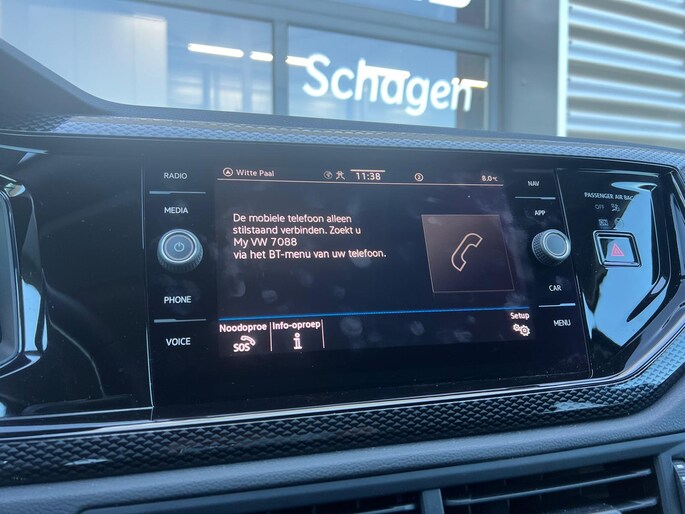 Schagen
RADIO
MEDIA
PHONE
VOICE
Witte Paal
11:38
8.0°C
De mobiele telefoon alleen
stilstaand verbinden. Zoekt u
My VW 7088
via het BT-menu van uw telefoon.
Noodoproe
SOS
Info-oproep
i
Setup
NAV
APP
CAR
MENU
PASSENGER AIR BAG
OFF